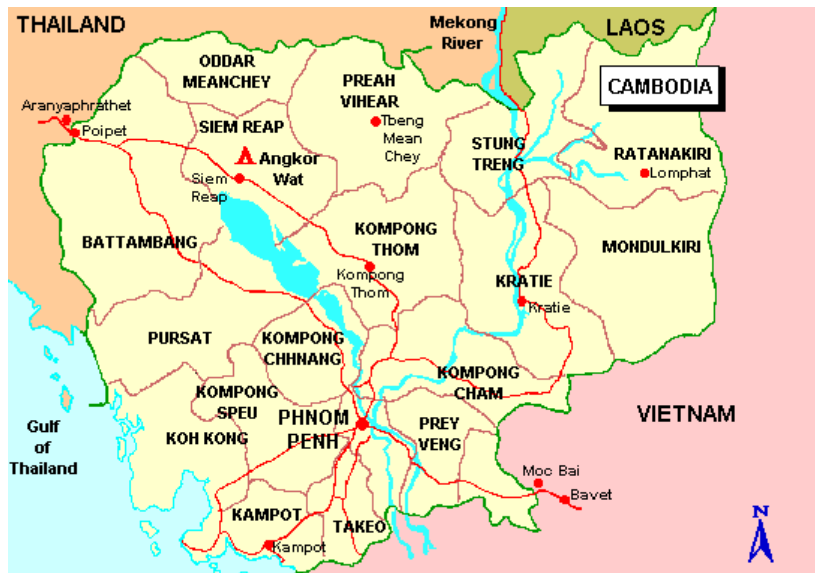 THAILAND
Mekong
River
LAOS
ODDAR
MEANCHEY
PREAH
VIHEAR
CAMBODIA
Aranyaphrathet
Poipet
SIEM REAP
Tbeng
Mean
Chey
STUNG
TRENG
Angkor
Wat
RATANAKIRI
Lomphat
Siem
Reap
KOMPONG
THOM
BATTAMBANG
MONDULKIRI
Kompong
Thom
KRATIE
Kratie
PURSAT
KOMPONG
CHHNANG
KOMPONG
CHAM
KOMPONG
SPEU
PHNOM
PENH
PREY
VENG
VIETNAM
Gulf
of
Thailand
KOH KONG
Moc Bai
Bavet
KAMPOT
TAKEO
Kampot
N